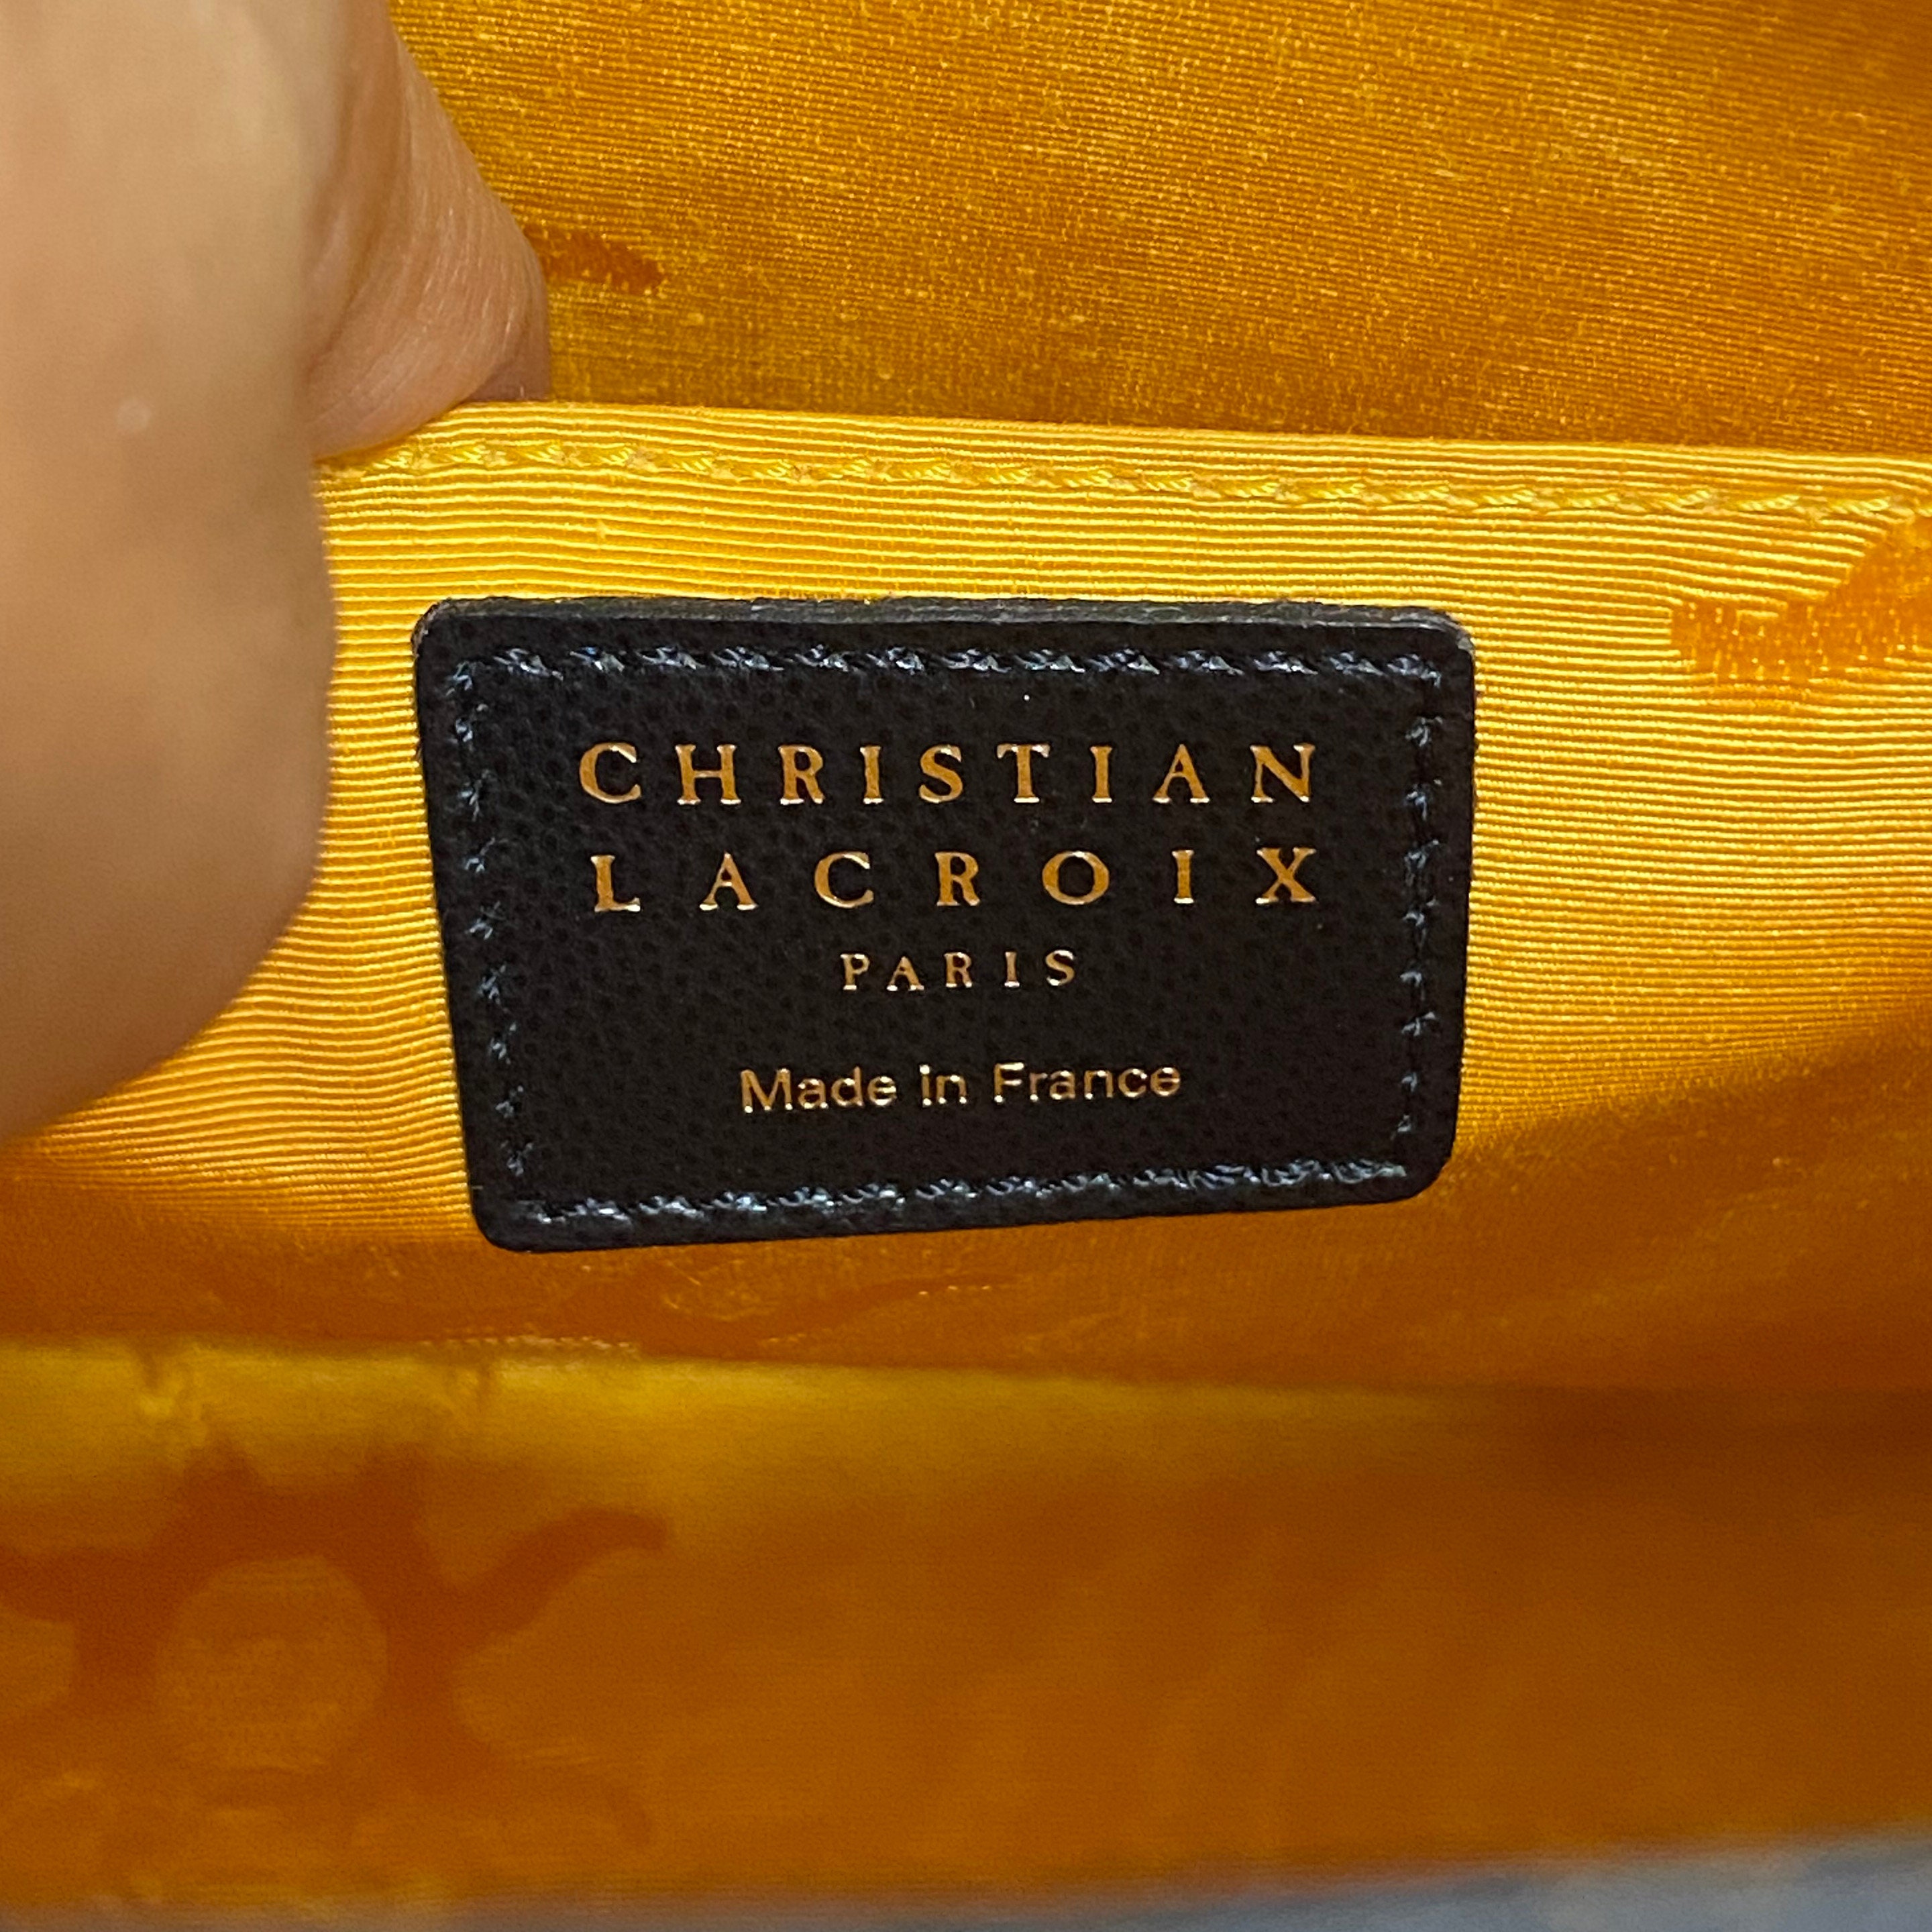 CHRISTIAN
LACROIX
PARIS
Made in France